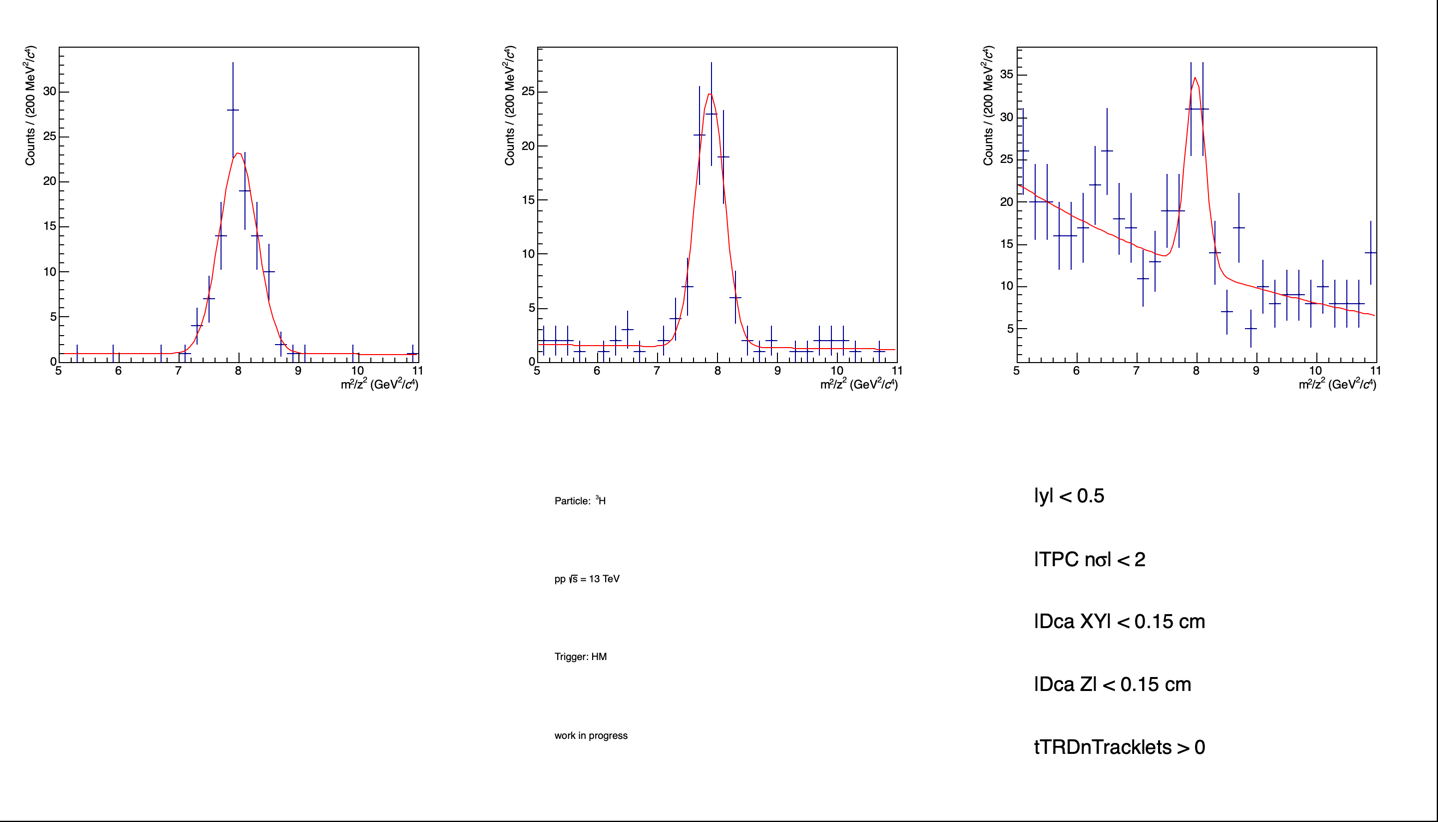 Counts / (200 MeV²/c⁴)
30
25
20
15
10
5
0
5 6 7 8 9 10 11
m²/z² (GeV²/c⁴)
Counts / (200 MeV²/c⁴)
25
20
15
10
5
0
5 6 7 8 9 10 11
m²/z² (GeV²/c⁴)
Counts / (200 MeV²/c⁴)
35
30
25
20
15
10
5
5 6 7 8 9 10 11
m²/z² (GeV²/c⁴)
Particle: ³H
pp √s = 13 TeV
Trigger: HM
work in progress
|y| < 0.5
|TPC nσ| < 2
|Dca XY| < 0.15 cm
|Dca Z| < 0.15 cm
tTRDnTracklets > 0